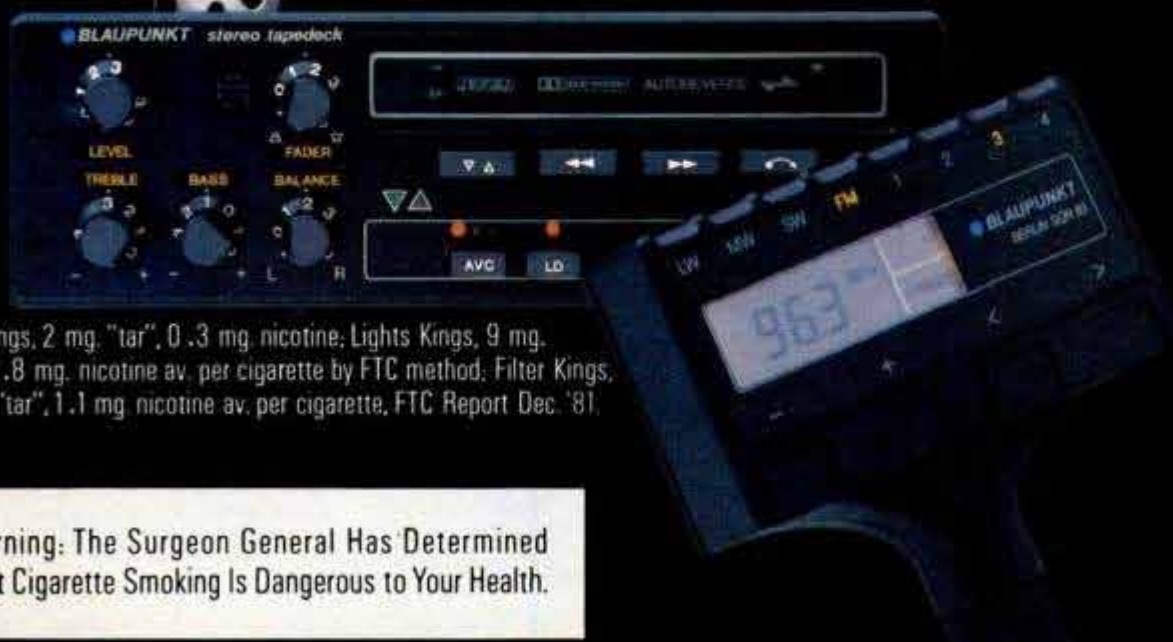 BLAUPUNKT stereo tapedeck
LEVEL
FADER
TREBLE BASS BALANCE
L R
AUTOREVERSE
AVC LD
LW MW SW FM 1 2 3 4
BLAUPUNKT
963
ngs, 2 mg. "tar", 0.3 mg. nicotine; Lights Kings, 9 mg.
.8 mg. nicotine av. per cigarette by FTC method; Filter Kings,
"tar", 1.1 mg. nicotine av. per cigarette, FTC Report Dec. '81.
rning: The Surgeon General Has Determined
t Cigarette Smoking Is Dangerous to Your Health.